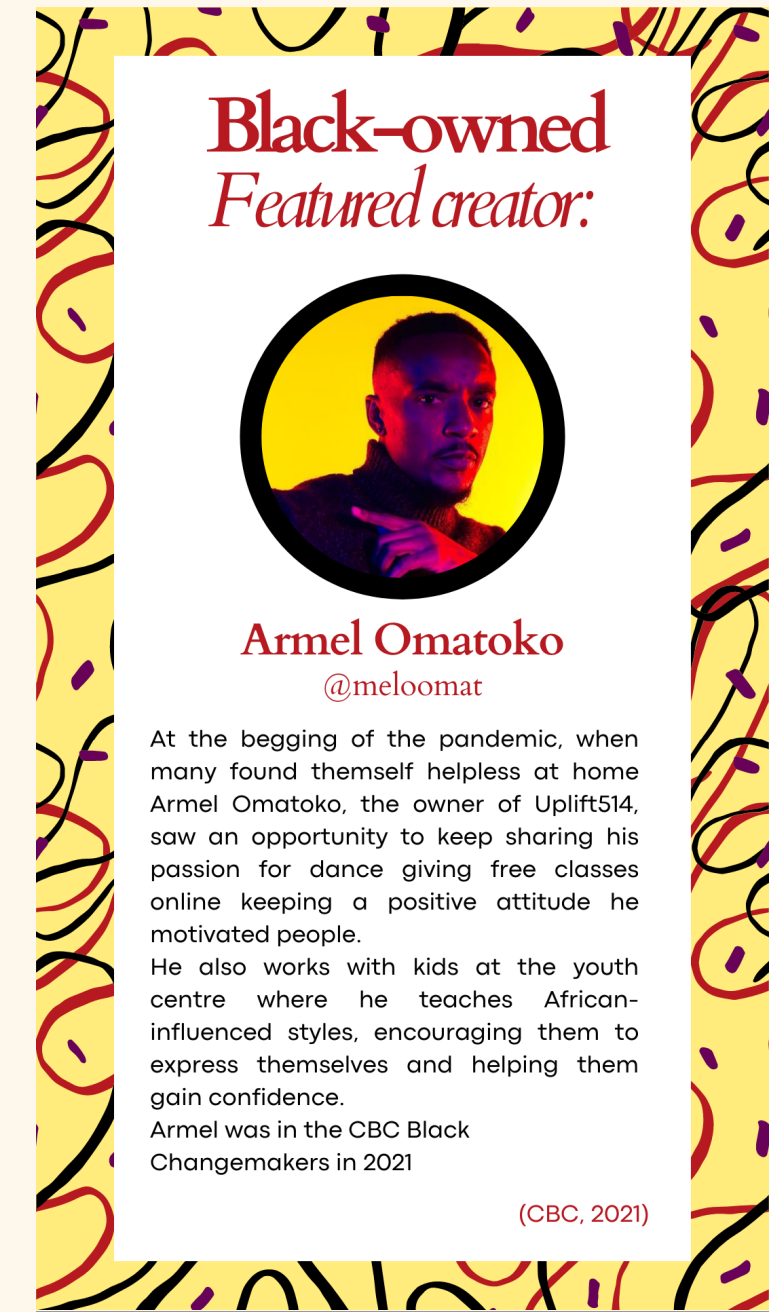 Black-owned
Featured creator:
Armel Omatoko
@meloomat
At the begging of the pandemic, when
many found themself helpless at home
Armel Omatoko, the owner of Uplift514,
saw an opportunity to keep sharing his
passion for dance giving free classes
online keeping a positive attitude he
motivated people.
He also works with kids at the youth
centre where he teaches African-
influenced styles, encouraging them to
express themselves and helping them
gain confidence.
Armel was in the CBC Black
Changemakers in 2021
(CBC, 2021)